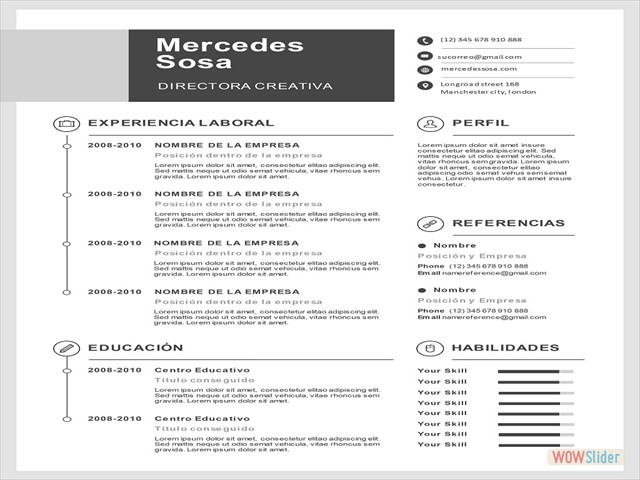 Mercedes
Sosa
DIRECTORA CREATIVA
(12) 345 678 910 888
sucorreo@gmail.com
mercedessosa.com
Longroad street 168
Manchester city, london
EXPERIENCIA LABORAL
2008-2010 NOMBRE DE LA EMPRESA
Posición dentro de la empresa
Lorem ipsum dolor sit amet, consectetur elitao adipiscing elit.
Sed mattis neque ut odio semat vehicula, vitae rhoncus sem
gravida. Lorem ipsum dolor sit amet.
2008-2010 NOMBRE DE LA EMPRESA
Posición dentro de la empresa
Lorem ipsum dolor sit amet, consectetur elitao adipiscing elit.
Sed mattis neque ut odio semat vehicula, vitae rhoncus sem
gravida. Lorem ipsum dolor sit amet.
2008-2010 NOMBRE DE LA EMPRESA
Posición dentro de la empresa
Lorem ipsum dolor sit amet, consectetur elitao adipiscing elit.
Sed mattis neque ut odio semat vehicula, vitae rhoncus sem
gravida. Lorem ipsum dolor sit amet.
2008-2010 NOMBRE DE LA EMPRESA
Posición dentro de la empresa
Lorem ipsum dolor sit amet, consectetur elitao adipiscing elit.
Sed mattis neque ut odio semat vehicula, vitae rhoncus sem
gravida. Lorem ipsum dolor sit amet.
EDUCACIÓN
2008-2010 Centro Educativo
Título conseguido
Lorem ipsum dolor sit amet, consectetur elitao adipiscing elit.
Sed mattis neque ut odio semat vehicula, vitae rhoncus sem
gravida. Lorem ipsum dolor sit amet.
2008-2010 Centro Educativo
Título conseguido
Lorem ipsum dolor sit amet, consectetur elitao adipiscing elit.
Sed mattis neque ut odio semat vehicula, vitae rhoncus sem
gravida. Lorem ipsum dolor sit amet.
PERFIL
Lorem ipsum dolor sit amet insure
consectetur elitao adipiscing elit sem
mattis neque ut odio semat vehicula.
vitae rhoncus sem gravida.Lorem ipsum
dolor sit amet, consectetur elitao
adipiscing dolor semat vehus semsemat
vehus. Lorem ipsum dolor sit amet
consectetur.
REFERENCIAS
Nombre
Posición y Empresa
Phone (12) 345 678 910 888
Email namereference@gmail.com
Nombre
Posición y Empresa
Phone (12) 345 678 910 888
Email namereference@gmail.com
HABILIDADES
Your Skill
Your Skill
Your Skill
Your Skill
Your Skill
Your Skill
Your Skill
Your Skill
WOWSlider